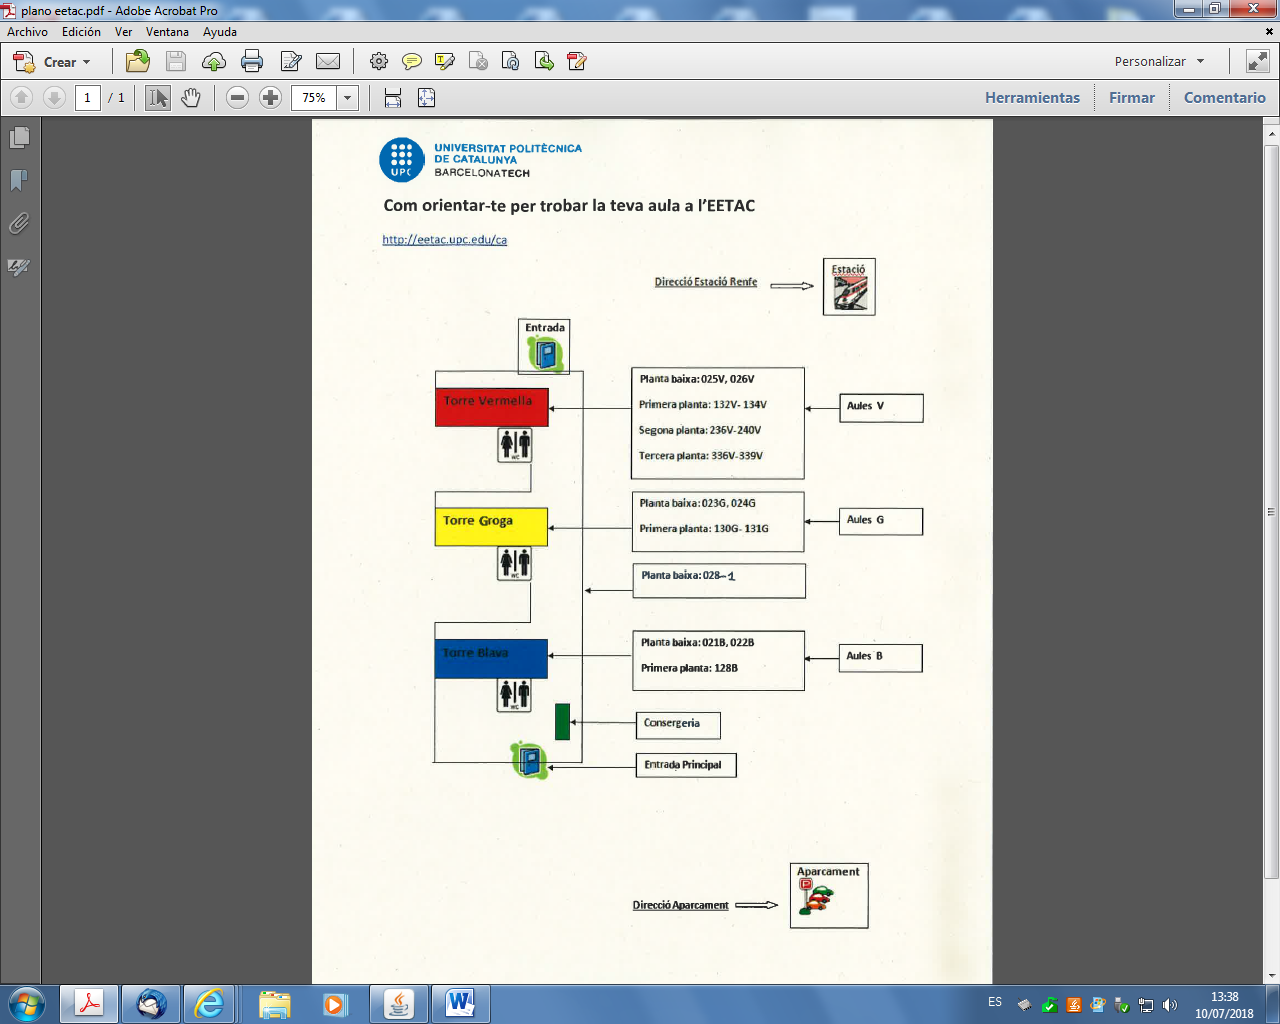 plano eetac.pdf - Adobe Acrobat Pro
Archivo Edición Ver Ventana Ayuda
Crear
Personalizar
1 / 1
75%
Herramientas Firmar Comentario
UNIVERSITAT POLITÈCNICA
DE CATALUNYA
BARCELONATECH
UPC
Com orientar-te per trobar la teva aula a l'EETAC
http://eetac.upc.edu/ca
Direcció Estació Renfe
Estació
Entrada
Torre Vermella
WC
Planta baixa: 025V, 026V
Primera planta: 132V- 134V
Segona planta: 236V-240V
Tercera planta: 336V-339V
Aules V
Torre Groga
WC
Planta baixa: 023G, 024G
Primera planta: 130G- 131G
Aules G
Planta baixa: 028-1
Torre Blava
WC
Planta baixa: 021B, 022B
Primera planta: 128B
Aules B
Consergeria
Entrada Principal
Aparcament
P
Direcció Aparcament
ES
13:38
10/07/2018